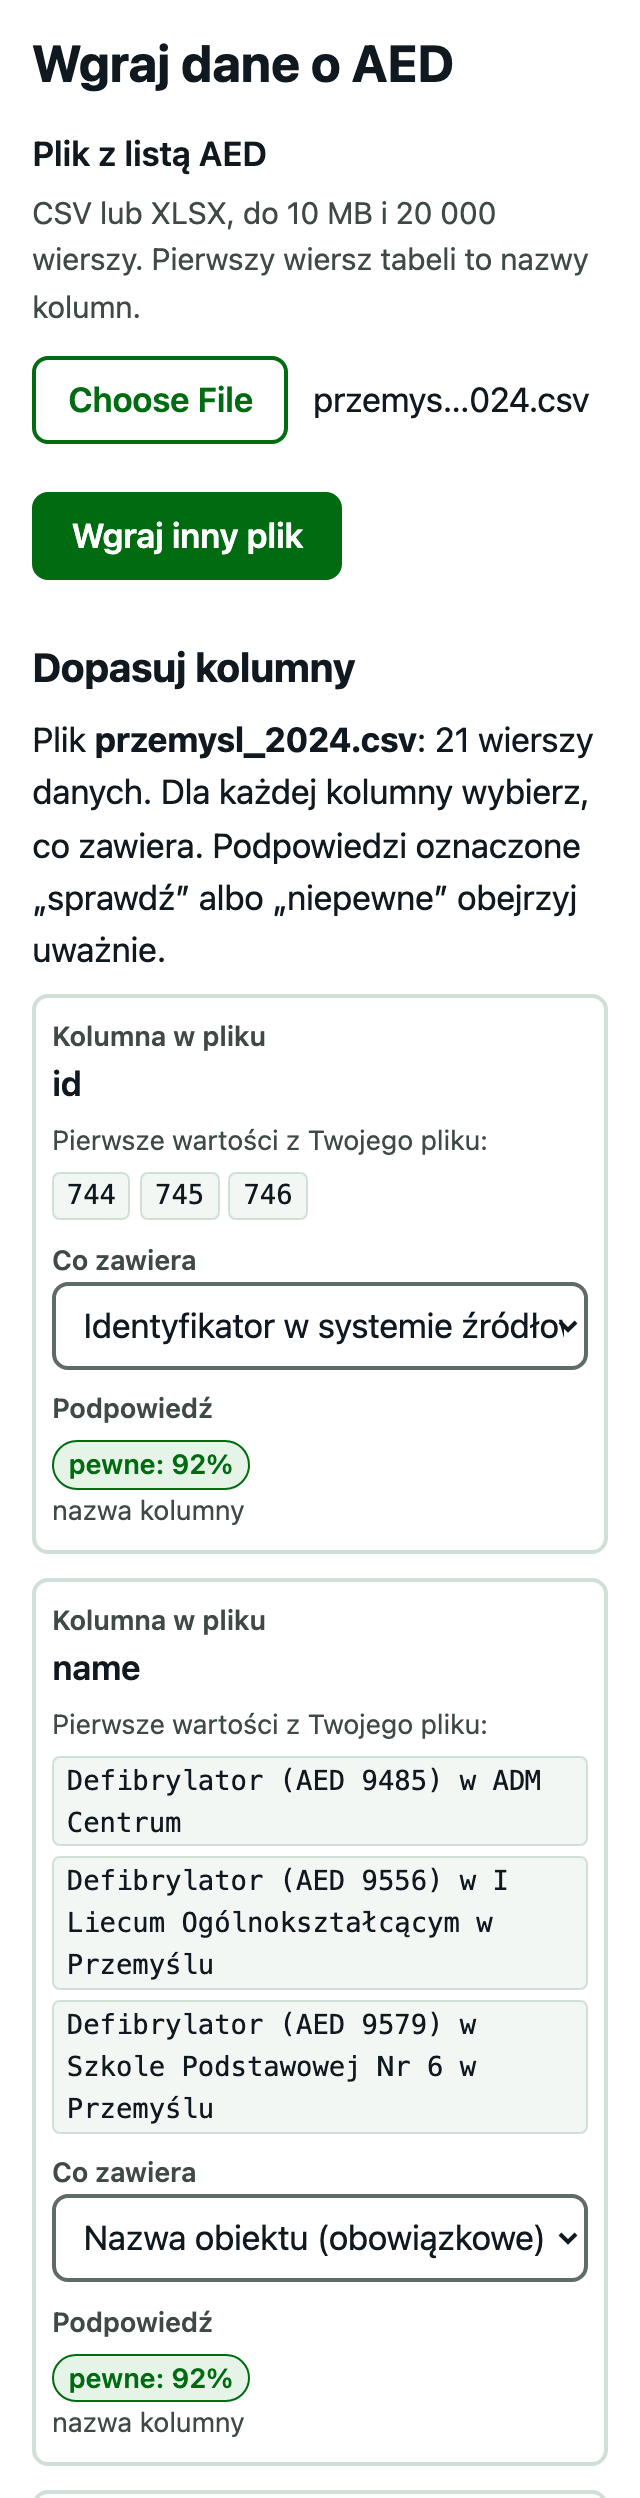 Wgraj dane o AED
Plik z listą AED
CSV lub XLSX, do 10 MB i 20 000
wierszy. Pierwszy wiersz tabeli to nazwy
kolumn.
Choose File przemys...024.csv
Wgraj inny plik
Dopasuj kolumny
Plik przemysl_2024.csv: 21 wierszy
danych. Dla każdej kolumny wybierz,
co zawiera. Podpowiedzi oznaczone
„sprawdź” albo „niepewne” obejrzyj
uważnie.
Kolumna w pliku
id
Pierwsze wartości z Twojego pliku:
744 745 746
Co zawiera
Identyfikator w systemie źródło
Podpowiedź
pewne: 92%
nazwa kolumny
Kolumna w pliku
name
Pierwsze wartości z Twojego pliku:
Defibrylator (AED 9485) w ADM
Centrum
Defibrylator (AED 9556) w I
Liecum Ogólnokształcącym w
Przemyślu
Defibrylator (AED 9579) w
Szkole Podstawowej Nr 6 w
Przemyślu
Co zawiera
Nazwa obiektu (obowiązkowe)
Podpowiedź
pewne: 92%
nazwa kolumny